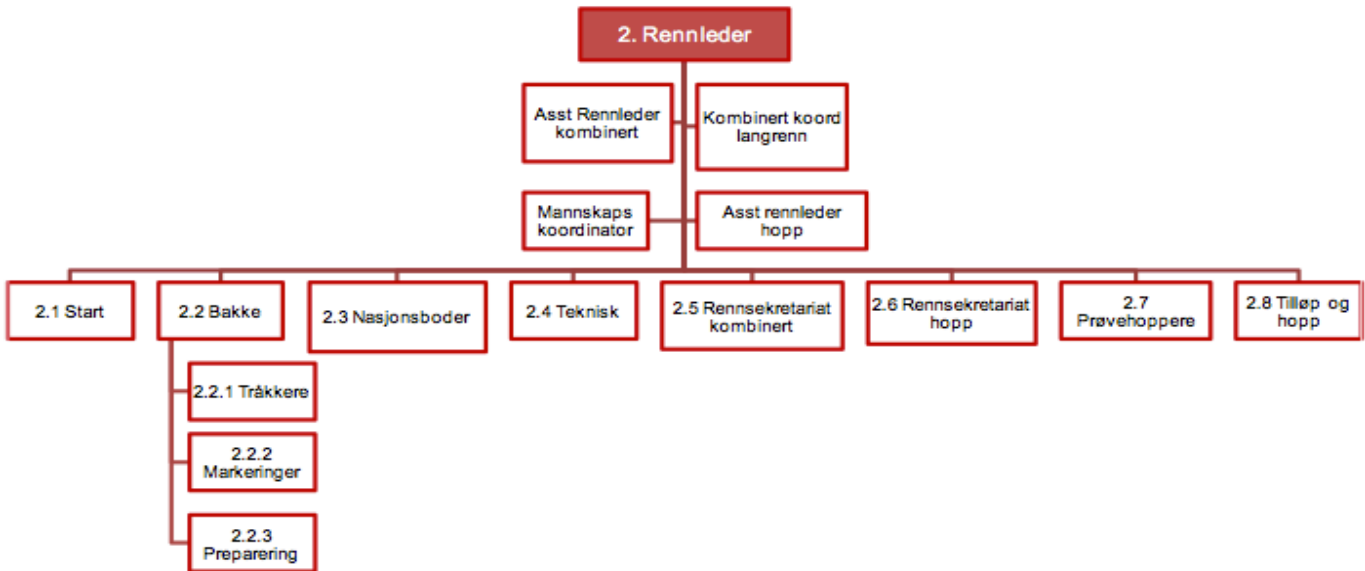 2. Rennleder
Asst Rennleder
kombinert
Kombinert koord
langrenn
Mannskaps
koordinator
Asst rennleder
hopp
2.1 Start
2.2 Bakke
2.3 Nasjonsboder
2.4 Teknisk
2.5 Rennsekretariat
kombinert
2.6 Rennsekretariat
hopp
2.7
Prøvehoppere
2.8 Tilløp og
hopp
2.2.1 Tråkkere
2.2.2
Markeringer
2.2.3
Preparering